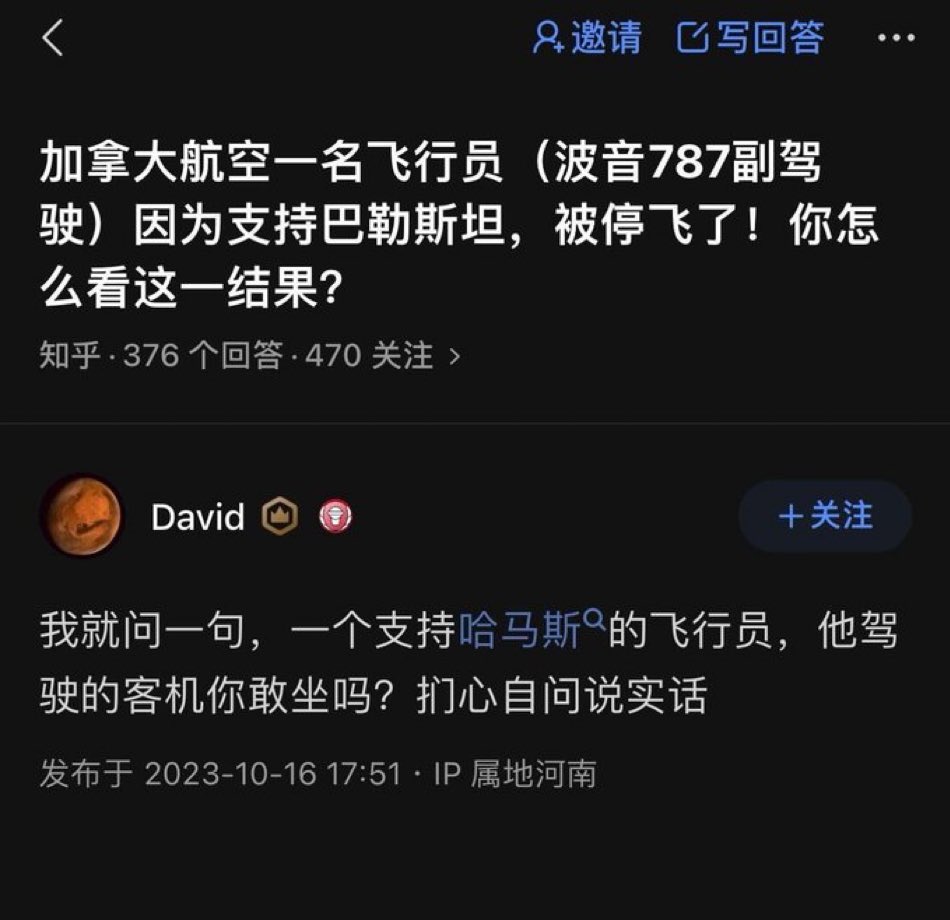 邀请 写回答
加拿大航空一名飞行员（波音787副驾
驶）因为支持巴勒斯坦，被停飞了！你怎
么看这一结果？
知乎·376 个回答·470 关注 >
David
+关注
我就问一句，一个支持哈马斯的飞行员，他驾
驶的客机你敢坐吗？扪心自问说实话
发布于 2023-10-16 17:51・IP 属地河南